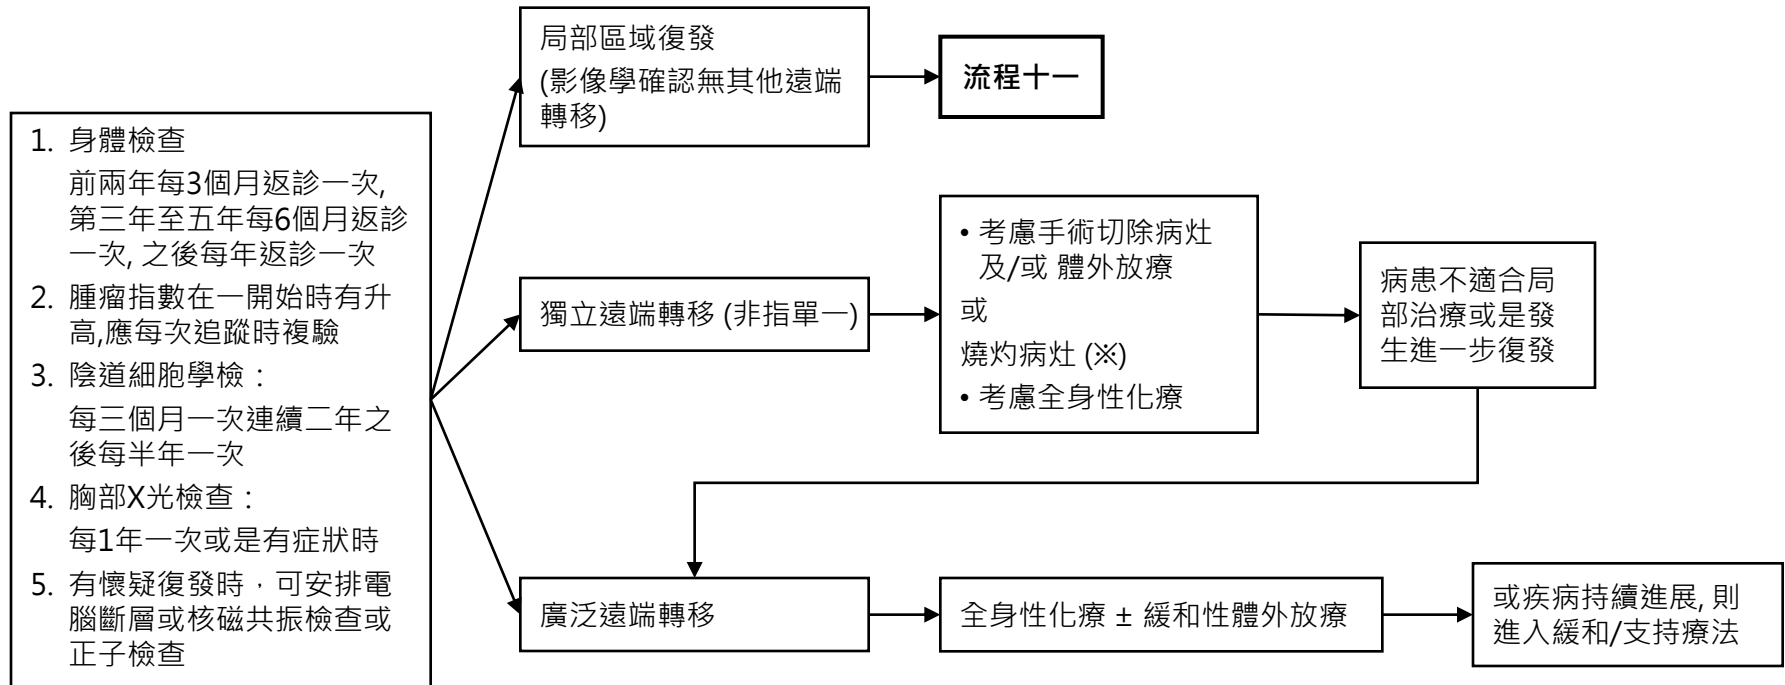 1. 身體檢查
前兩年每3個月返診一次,
第三年至五年每6個月返診
一次, 之後每年返診一次
2. 腫瘤指數在一開始時有升
高,應每次追蹤時複驗
3. 陰道細胞學檢：
每三個月一次連續二年之
後每半年一次
4. 胸部X光檢查：
每1年一次或是有症狀時
5. 有懷疑復發時，可安排電
腦斷層或核磁共振檢查或
正子檢查
局部區域復發
(影像學確認無其他遠端
轉移)
流程十一
獨立遠端轉移 (非指單一)
• 考慮手術切除病灶
及/或 體外放療
或
燒灼病灶 (※)
• 考慮全身性化療
病患不適合局
部治療或是發
生進一步復發
廣泛遠端轉移
全身性化療 ± 緩和性體外放療
或疾病持續進展, 則
進入緩和/支持療法